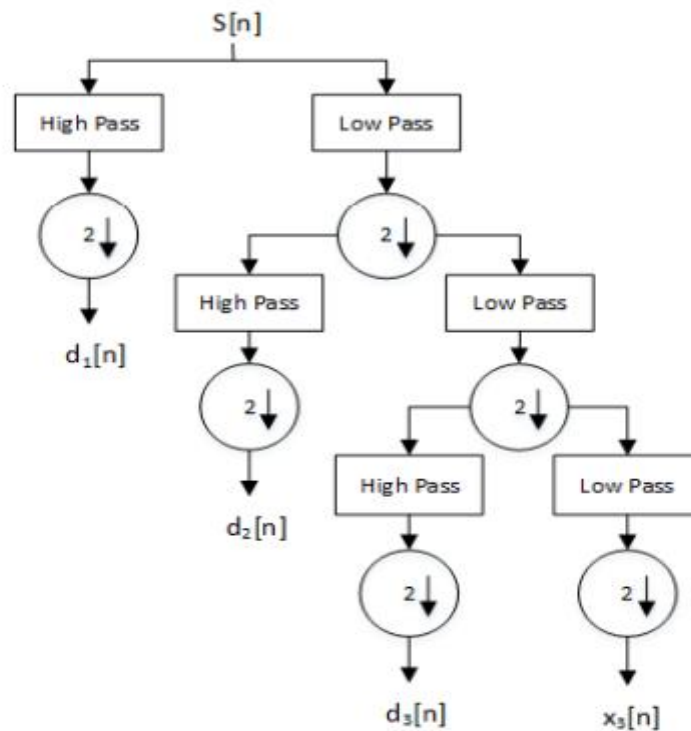 S[n]
High Pass
Low Pass
2
2
High Pass
Low Pass
d₁[n]
2
2
High Pass
Low Pass
d₂[n]
2
2
d₃[n]
x₃[n]